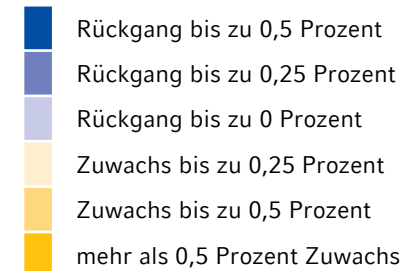 Rückgang bis zu 0,5 Prozent
Rückgang bis zu 0,25 Prozent
Rückgang bis zu 0 Prozent
Zuwachs bis zu 0,25 Prozent
Zuwachs bis zu 0,5 Prozent
mehr als 0,5 Prozent Zuwachs